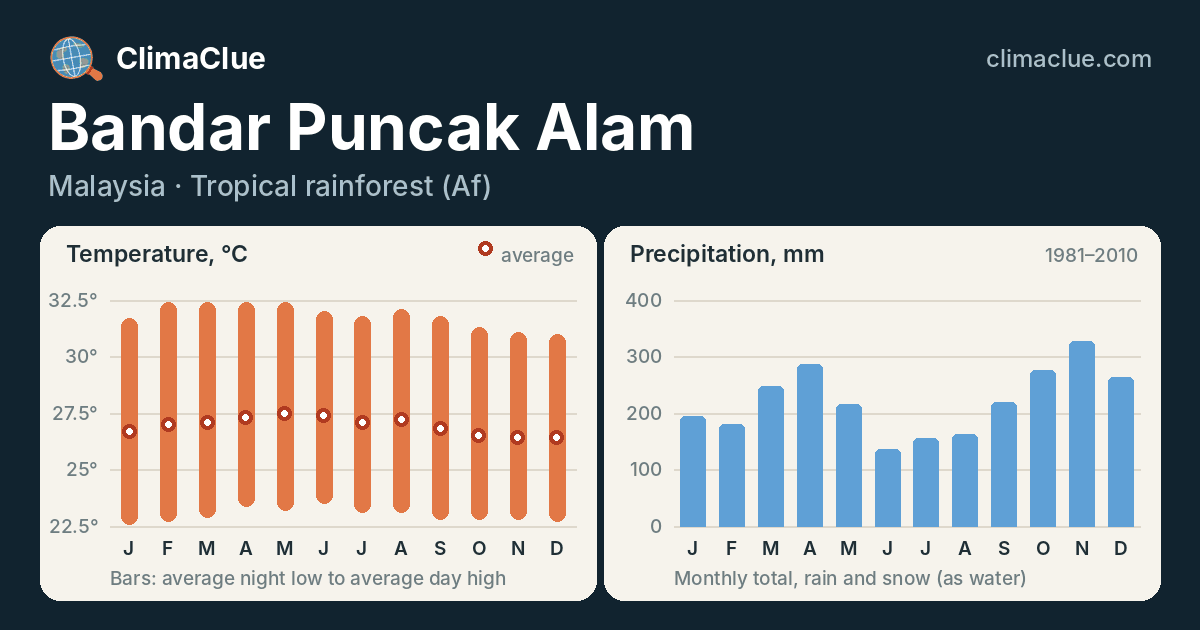 ClimaClue
climaclue.com
Bandar Puncak Alam
Malaysia · Tropical rainforest (Af)
Temperature, °C
average
32.5°
30°
27.5°
25°
22.5°
J F M A M J J A S O N D
Bars: average night low to average day high
Precipitation, mm
1981–2010
400
300
200
100
0
J F M A M J J A S O N D
Monthly total, rain and snow (as water)